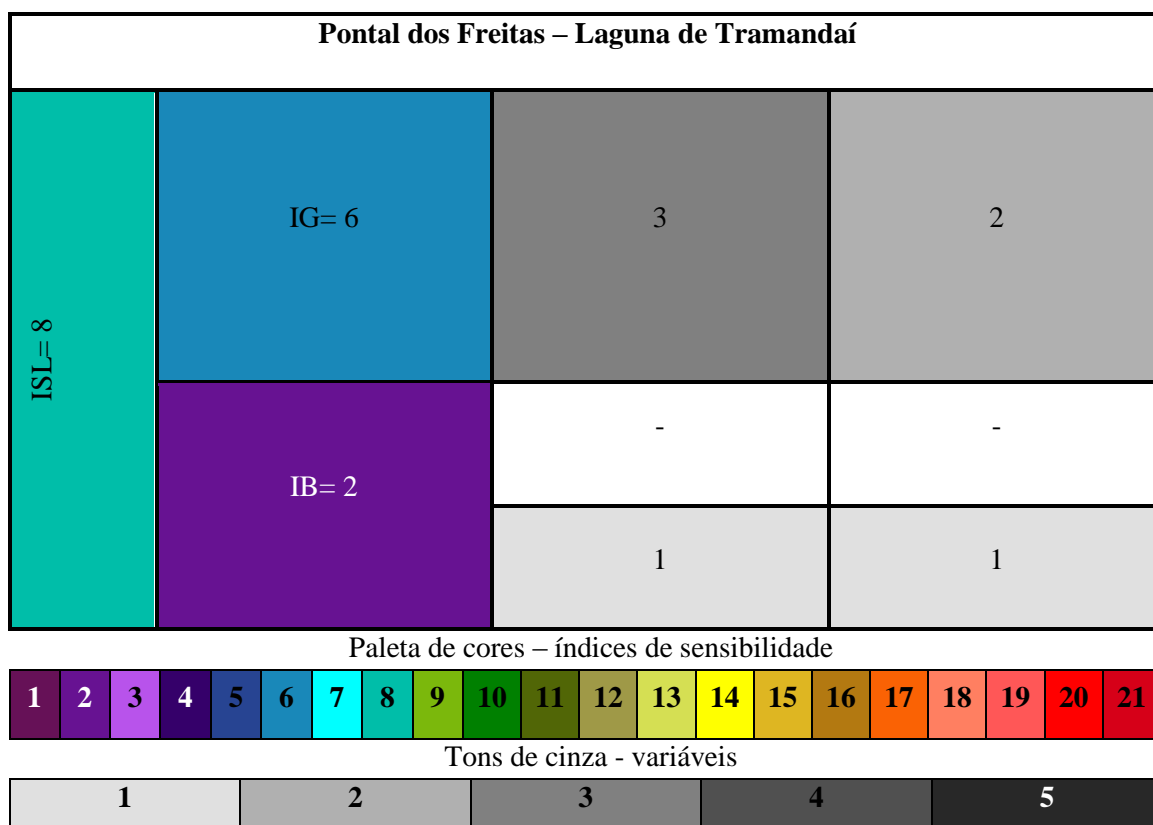 Pontal dos Freitas – Laguna de Tramandaí
ISL= 8
IG= 6
3
2
IB= 2
-
-
1
1
Paleta de cores – índices de sensibilidade
1 2 3 4 5 6 7 8 9 10 11 12 13 14 15 16 17 18 19 20 21
Tons de cinza - variáveis
1 2 3 4 5